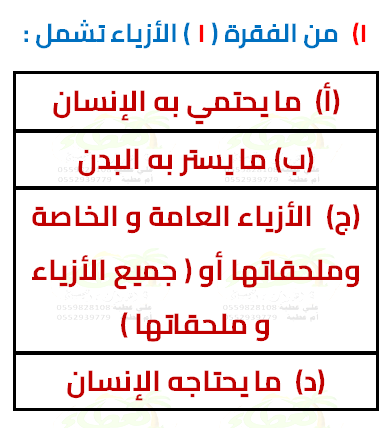 ١) من الفقرة ( ١ ) الأزياء تشمل :
(أ) ما يحتمي به الإنسان
(ب) ما يستر به البدن
(ج) الأزياء العامة و الخاصة
وملحقاتها أو ( جميع الأزياء
و ملحقاتها )
(د) ما يحتاجه الإنسان